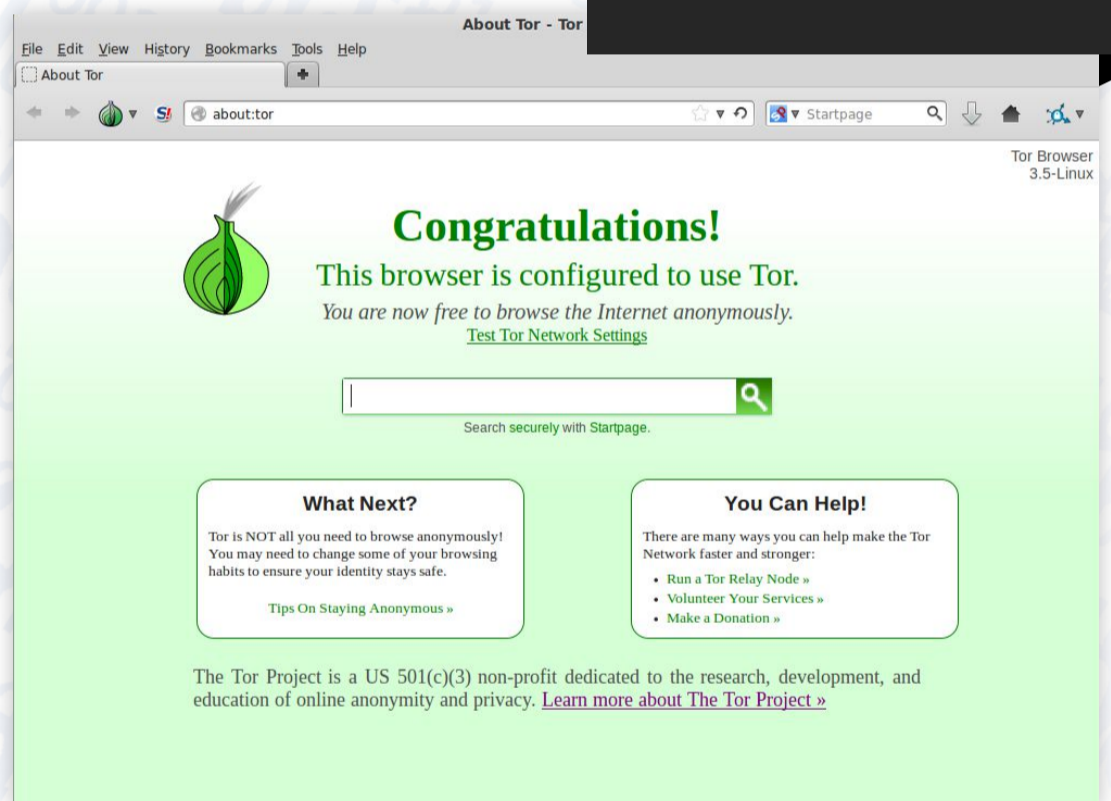 About Tor - Tor
File Edit View History Bookmarks Tools Help
About Tor
S! about:tor Startpage
Tor Browser
3.5-Linux
Congratulations!
This browser is configured to use Tor.
You are now free to browse the Internet anonymously.
Test Tor Network Settings
Search securely with Startpage.
What Next?
Tor is NOT all you need to browse anonymously!
You may need to change some of your browsing
habits to ensure your identity stays safe.
Tips On Staying Anonymous »
You Can Help!
There are many ways you can help make the Tor
Network faster and stronger:
• Run a Tor Relay Node »
• Volunteer Your Services »
• Make a Donation »
The Tor Project is a US 501(c)(3) non-profit dedicated to the research, development, and
education of online anonymity and privacy. Learn more about The Tor Project »